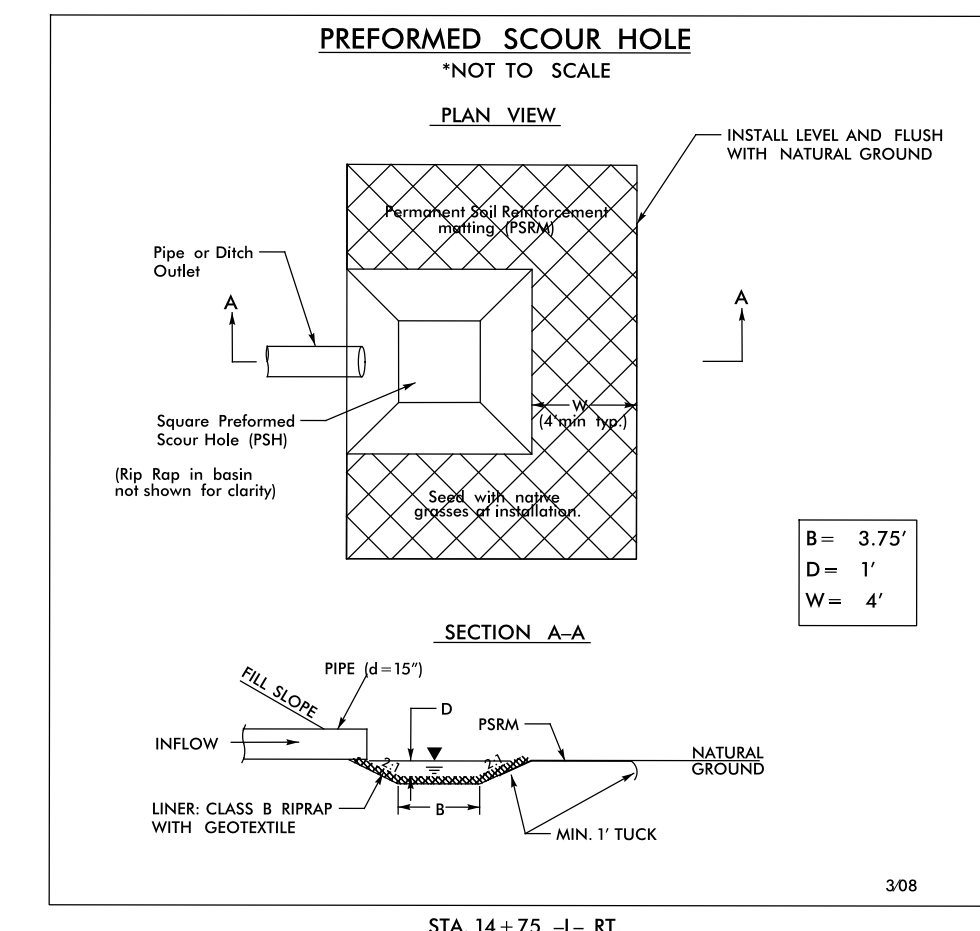 PREFORMED SCOUR HOLE
*NOT TO SCALE
PLAN VIEW
INSTALL LEVEL AND FLUSH
WITH NATURAL GROUND
Permanent Soil Reinforcement
matting (PSRM)
Pipe or Ditch
Outlet
A
A
W
(4'min typ.)
Square Preformed
Scour Hole (PSH)
(Rip Rap in basin
not shown for clarity)
Seed with native
grasses at installation.
B= 3.75'
D= 1'
W= 4'
SECTION A-A
FILL SLOPE
PIPE (d=15")
D
PSRM
INFLOW
2:1
2:1
NATURAL
GROUND
LINER: CLASS B RIPRAP
WITH GEOTEXTILE
B
MIN. 1' TUCK
3/08
STA. 14+75 -L- RT